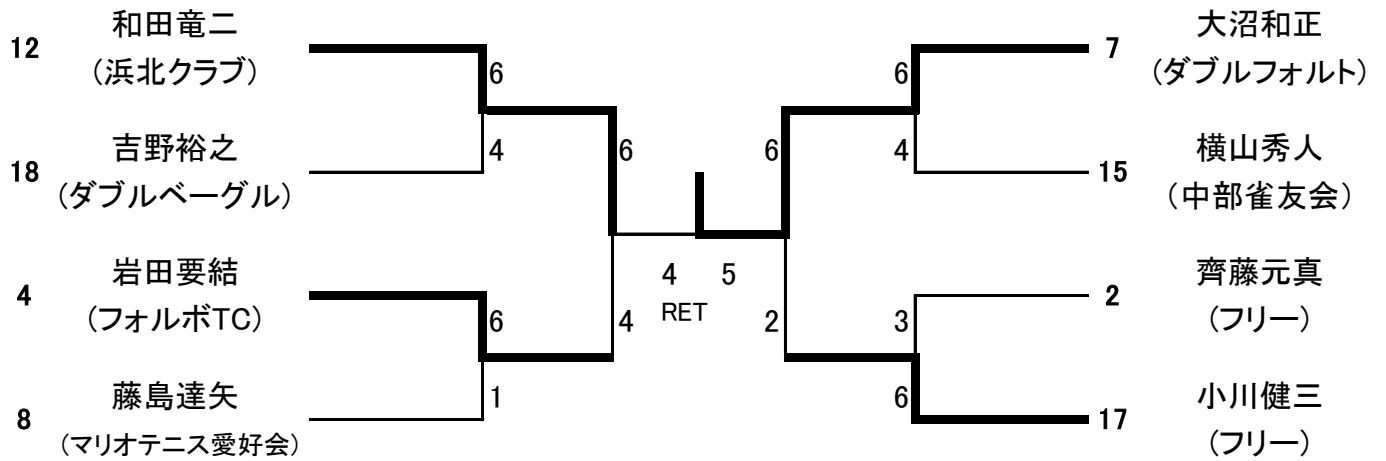 12
和田竜二
(浜北クラブ)
18
吉野裕之
(ダブルベーグル)
4
岩田要結
(フォルボTC)
8
藤島達矢
(マリオテニス愛好会)
6
4
6
1
6
4
4
RET
5
6
2
6
4
3
6
7
大沼和正
(ダブルフォルト)
15
横山秀人
(中部雀友会)
2
齊藤元真
(フリー)
17
小川健三
(フリー)